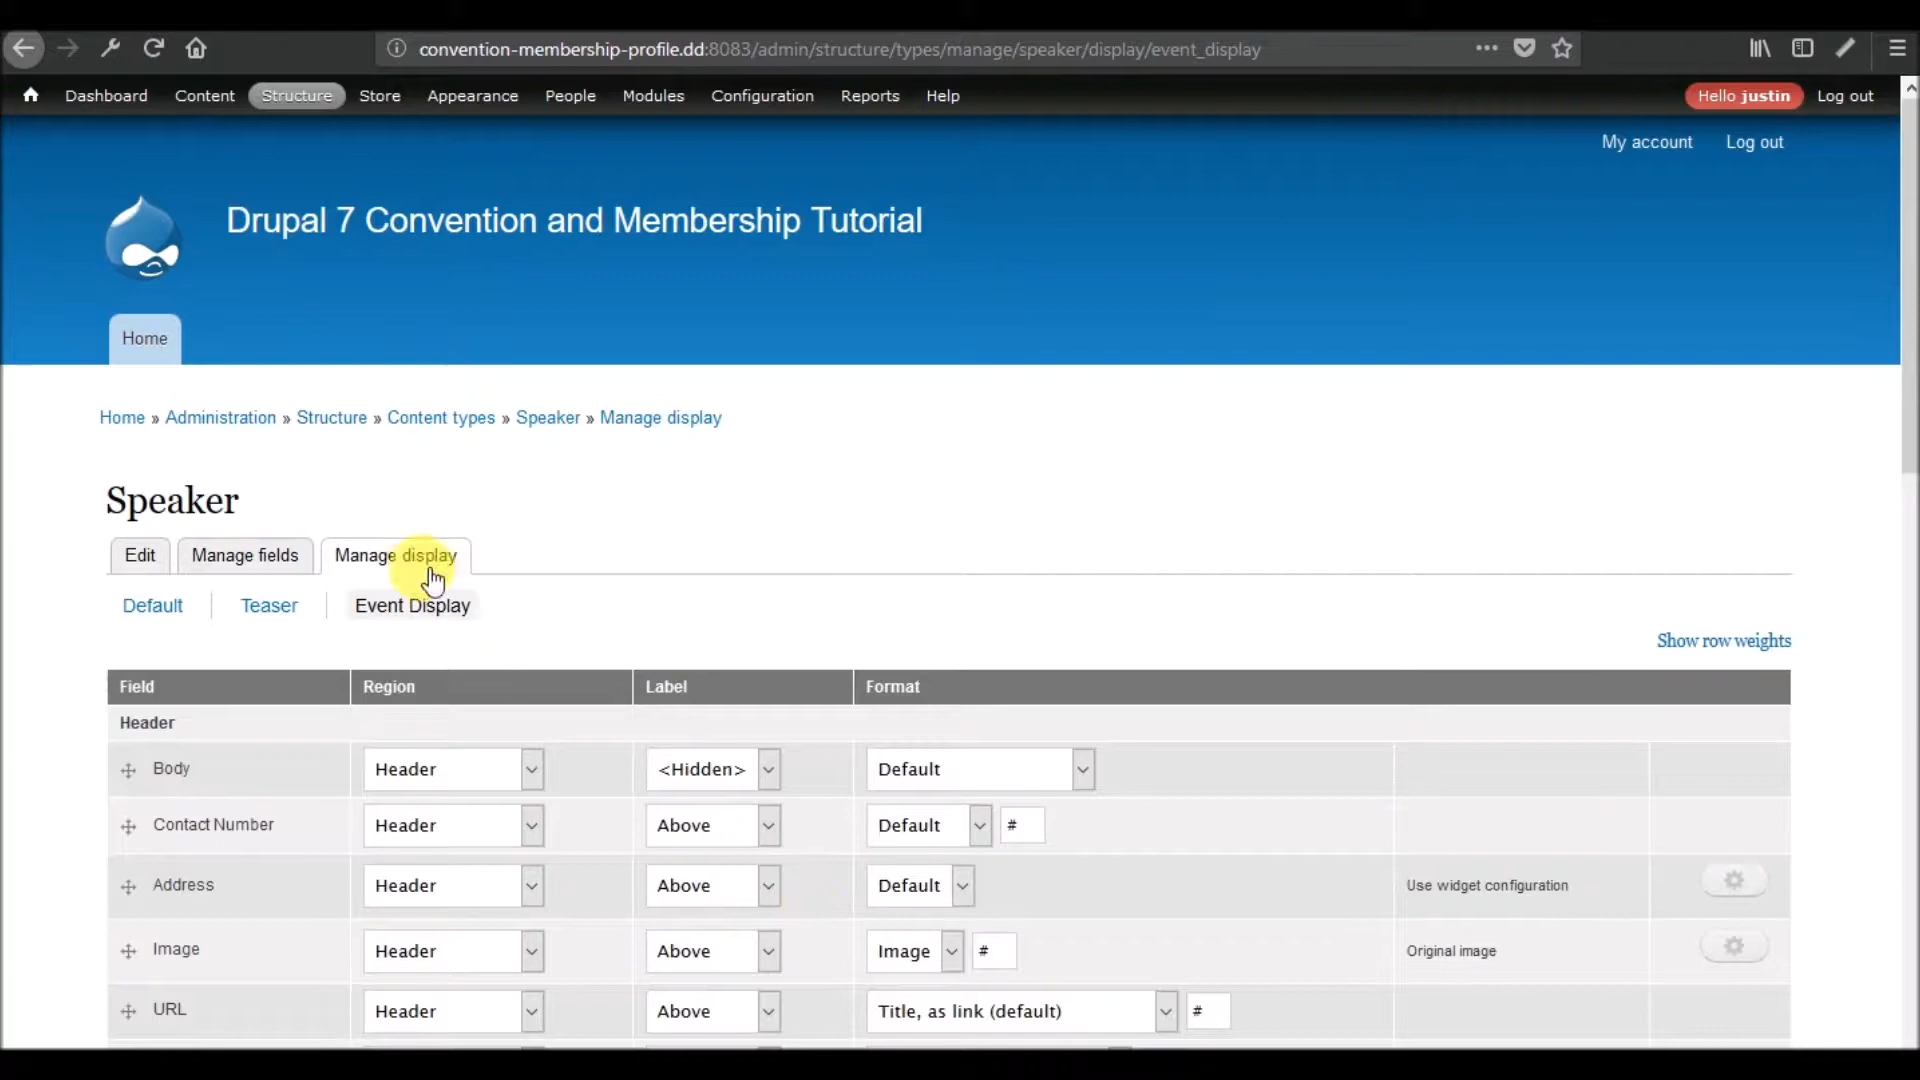 convention-membership-profile.dd:8083/admin/structure/types/manage/speaker/display/event_display
Dashboard Content Structure Store Appearance People Modules Configuration Reports Help Hello justin Log out
My account Log out
Drupal 7 Convention and Membership Tutorial
Home
Home » Administration » Structure » Content types » Speaker » Manage display
Speaker
Edit Manage fields Manage display
Default Teaser Event Display
Show row weights
Field Region Label Format
Header
Body Header <Hidden> Default
Contact Number Header Above Default #
Address Header Above Default Use widget configuration
Image Header Above Image # Original image
URL Header Above Title, as link (default) #